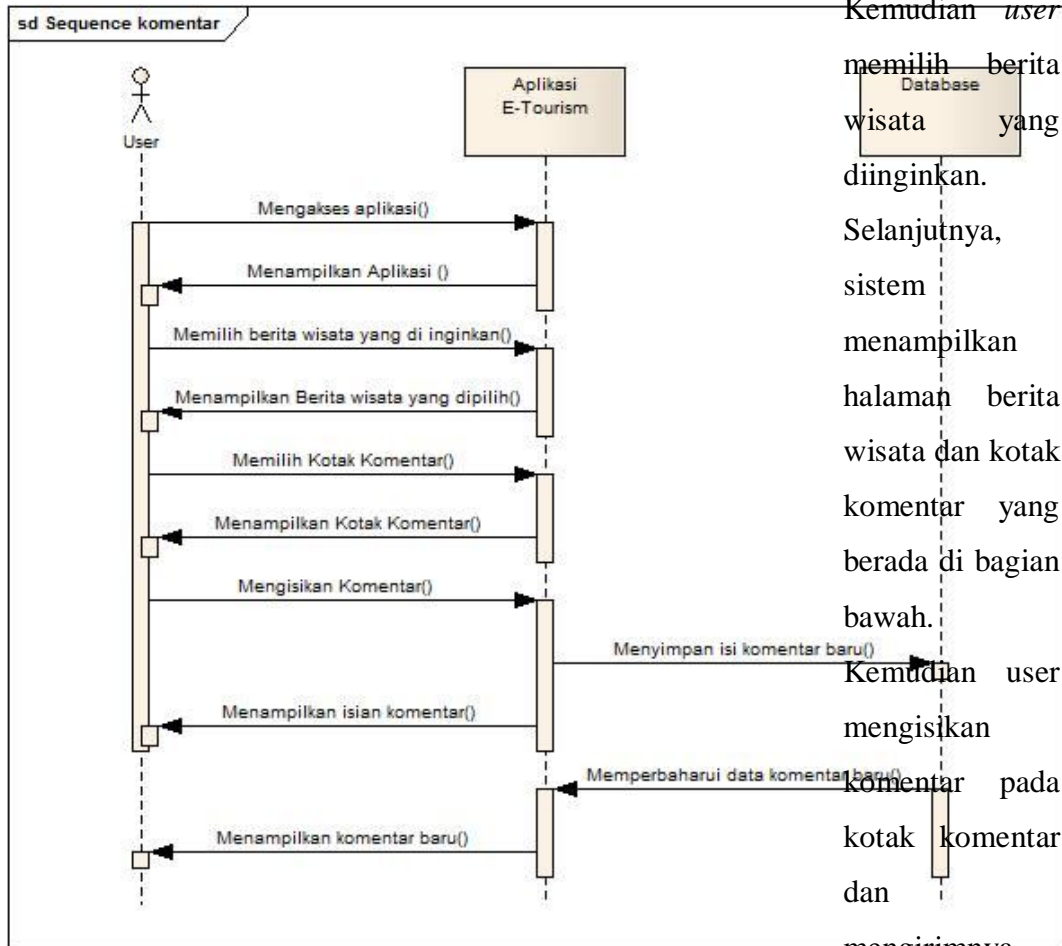 sd Sequence komentar
User
Aplikasi
E-Tourism
Database
Mengakses aplikasi()
Menampilkan Aplikasi ()
Memilih berita wisata yang di inginkan()
Menampilkan Berita wisata yang dipilih()
Memilih Kotak Komentar()
Menampilkan Kotak Komentar()
Mengisikan Komentar()
Menyimpan isi komentar baru()
Menampilkan isian komentar()
Memperbaharui data komentar baru()
Menampilkan komentar baru()
Kemudian user
memilih berita
wisata yang
diinginkan.
Selanjutnya,
sistem
menampilkan
halaman berita
wisata dan kotak
komentar yang
berada di bagian
bawah.
Kemudian user
mengisikan
komentar pada
kotak komentar
dan
mengirimnya